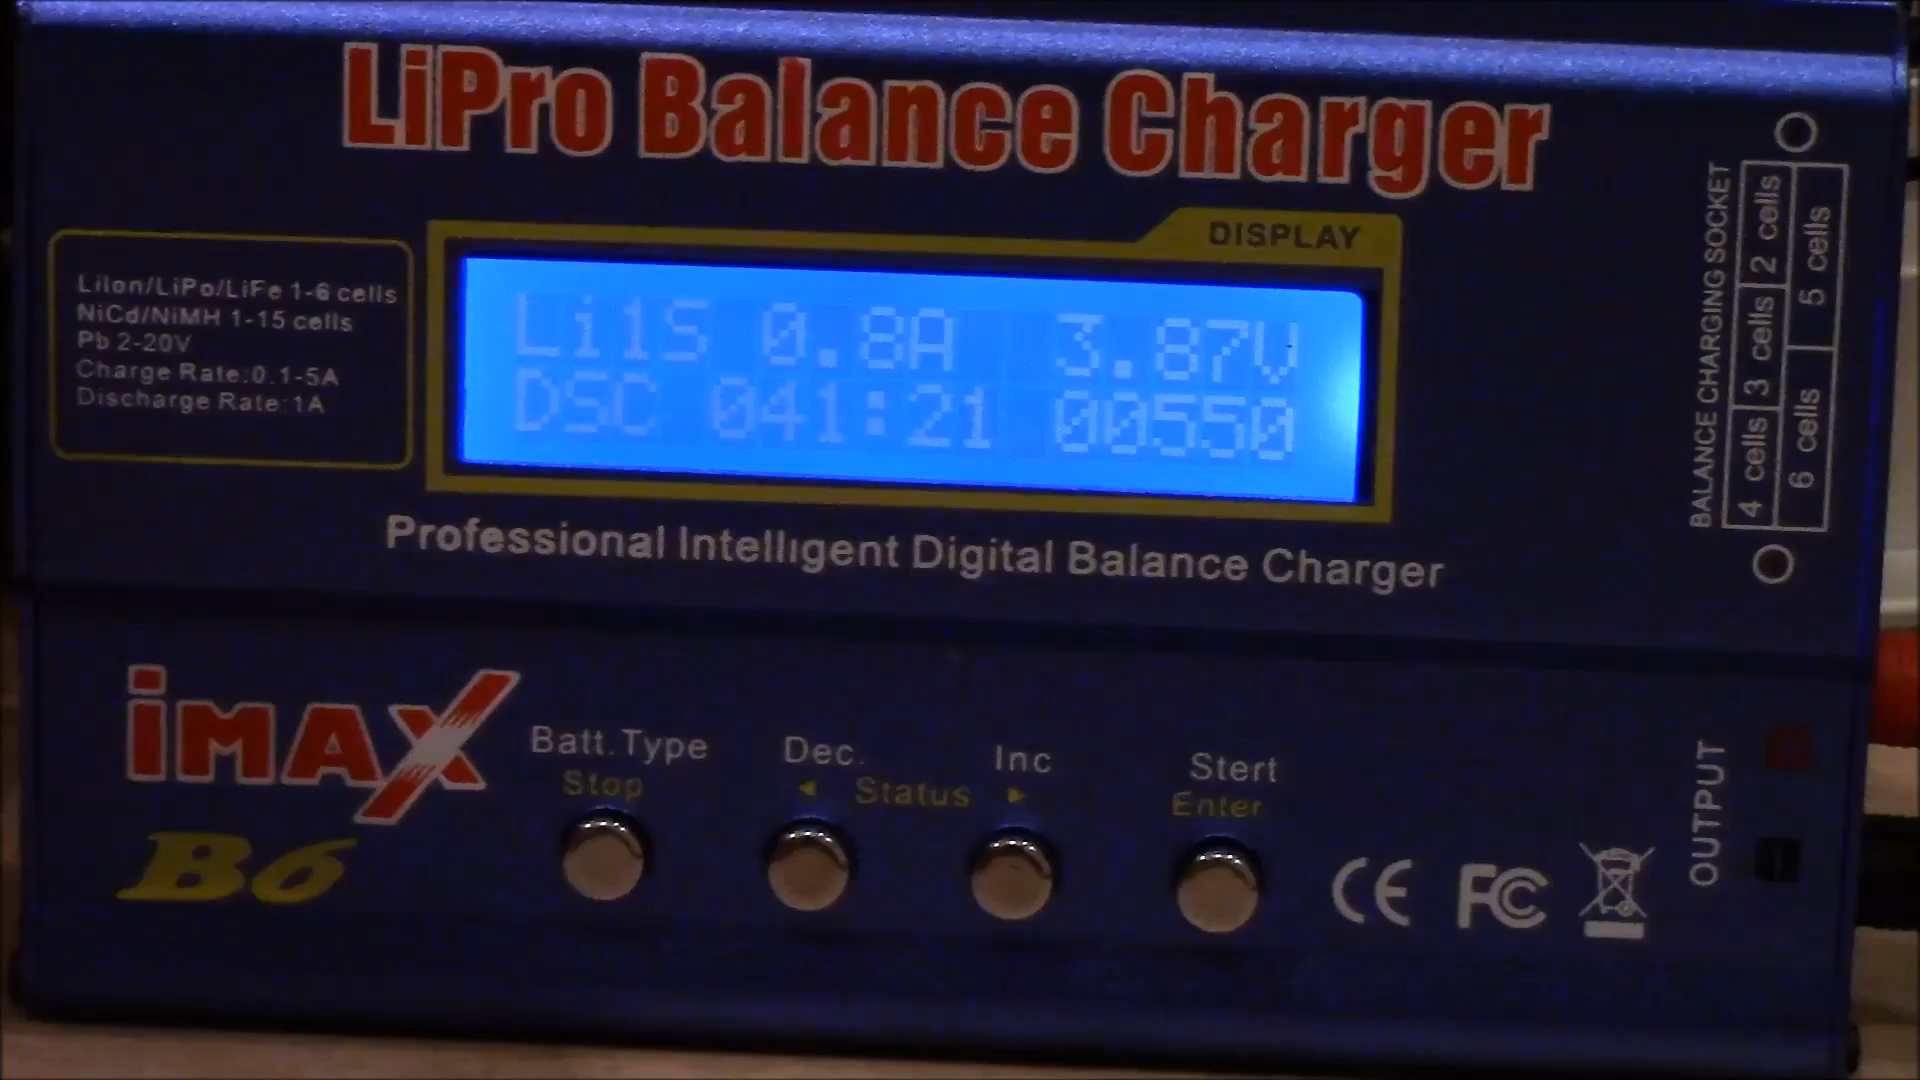 LiPro Balance Charger
DISPLAY
LiIon/LiPo/LiFe 1-6 cells
NiCd/NiMH 1-15 cells
Pb 2-20V
Charge Rate:0.1-5A
Discharge Rate:1A
Li1S 0.8A 3.87V
DSC 041:21 00550
Professional Intelligent Digital Balance Charger
BALANCE CHARGING SOCKET
4 cells 3 cells 2 cells
6 cells 5 cells
iMAX
B6
Batt.Type
Stop
Dec.
Inc
◄ Status ►
Stert
Enter
CE FC
OUTPUT